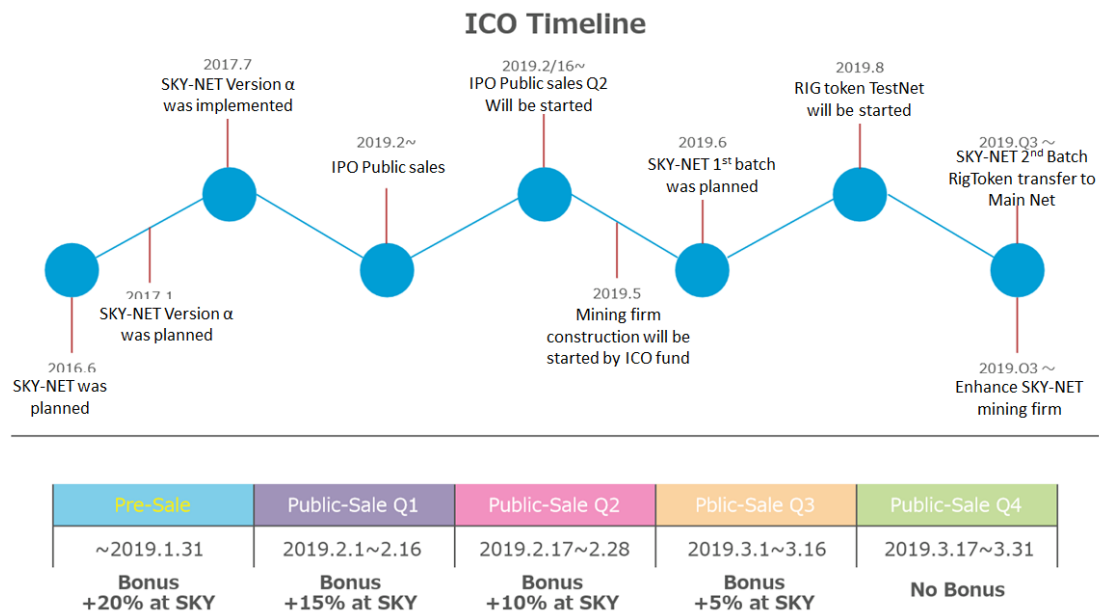 ICO Timeline
2017.7
SKY-NET Version α
was implemented
2019.2/16~
IPO Public sales Q2
Will be started
2019.8
RIG token TestNet
will be started
2019.2~
IPO Public sales
2019.6
SKY-NET 1st batch
was planned
2019.Q3 ～
SKY-NET 2nd Batch
RigToken transfer to
Main Net
2017.1
SKY-NET Version α
was planned
2019.5
Mining firm
construction will be
started by ICO fund
2016.6
SKY-NET was
planned
2019.Q3 ～
Enhance SKY-NET
mining firm
Pre-Sale
Public-Sale Q1
Public-Sale Q2
Pblic-Sale Q3
Public-Sale Q4
~2019.1.31
2019.2.1~2.16
2019.2.17~2.28
2019.3.1~3.16
2019.3.17~3.31
Bonus
+20% at SKY
Bonus
+15% at SKY
Bonus
+10% at SKY
Bonus
+5% at SKY
No Bonus